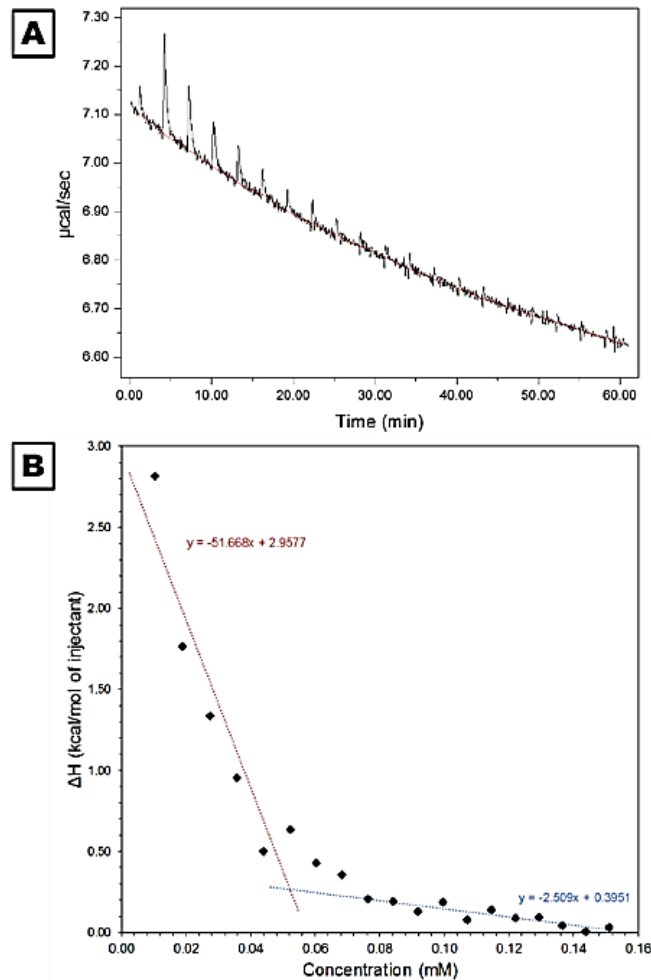 A
7.30
7.20
7.10
7.00
6.90
6.80
6.70
6.60
μcal/sec
0.00 10.00 20.00 30.00 40.00 50.00 60.00
Time (min)
B
3.00
2.50
2.00
1.50
1.00
0.50
0.00
ΔH (kcal/mol of injectant)
y = -51.668x + 2.9577
y = -2.509x + 0.3951
0.00 0.02 0.04 0.06 0.08 0.10 0.12 0.14 0.16
Concentration (mM)